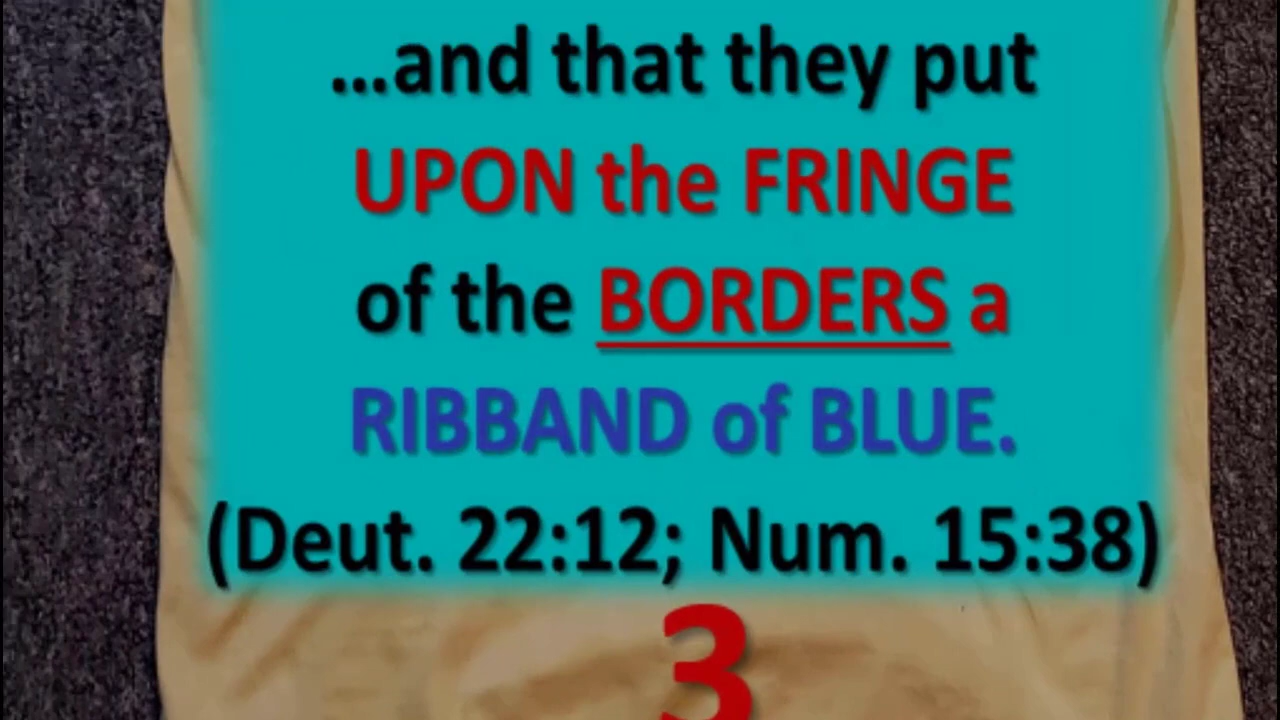 ...and that they put
UPON the FRINGE
of the BORDERS a
RIBBAND of BLUE.
(Deut. 22:12; Num. 15:38)
3